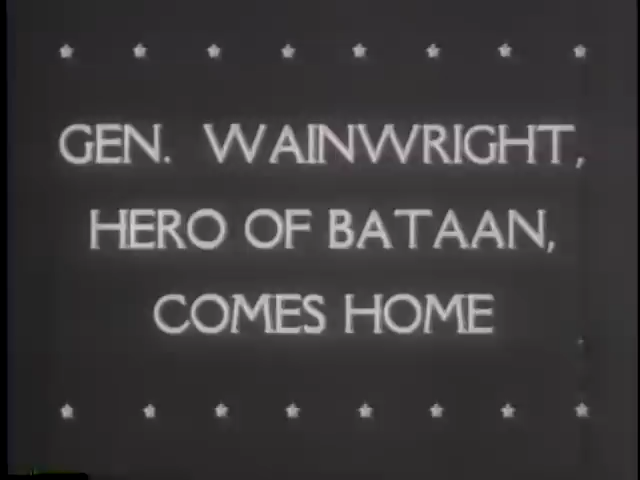 GEN. WAINWRIGHT,
HERO OF BATAAN,
COMES HOME